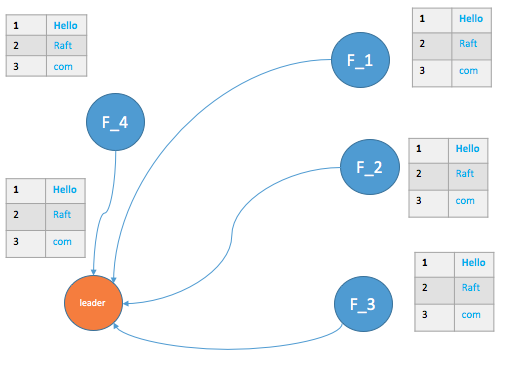 1 Hello
2 Raft
3 com
F_4
F_1
1 Hello
2 Raft
3 com
F_2
1 Hello
2 Raft
3 com
1 Hello
2 Raft
3 com
leader
F_3
1 Hello
2 Raft
3 com